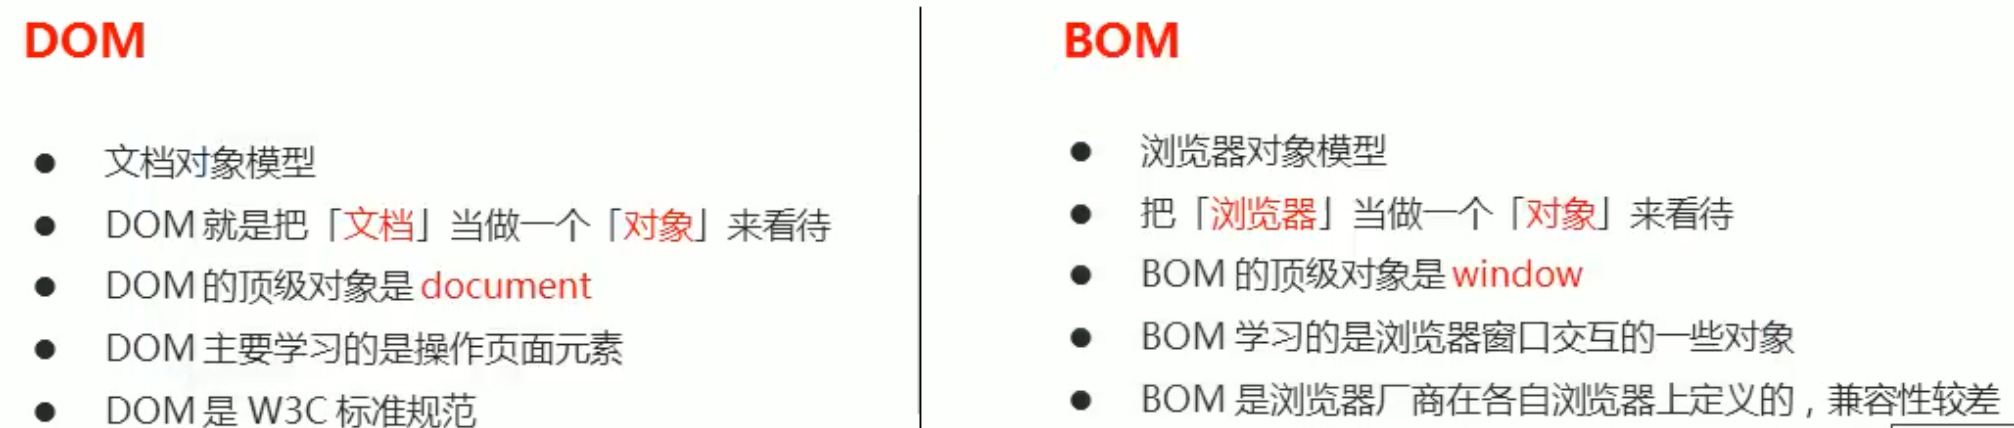 DOM
文档对象模型
DOM 就是把「文档」当做一个「对象」来看待
DOM 的顶级对象是 document
DOM 主要学习的是操作页面元素
DOM 是 W3C 标准规范
BOM
浏览器对象模型
把「浏览器」当做一个「对象」来看待
BOM 的顶级对象是 window
BOM 学习的是浏览器窗口交互的一些对象
BOM 是浏览器厂商在各自浏览器上定义的，兼容性较差